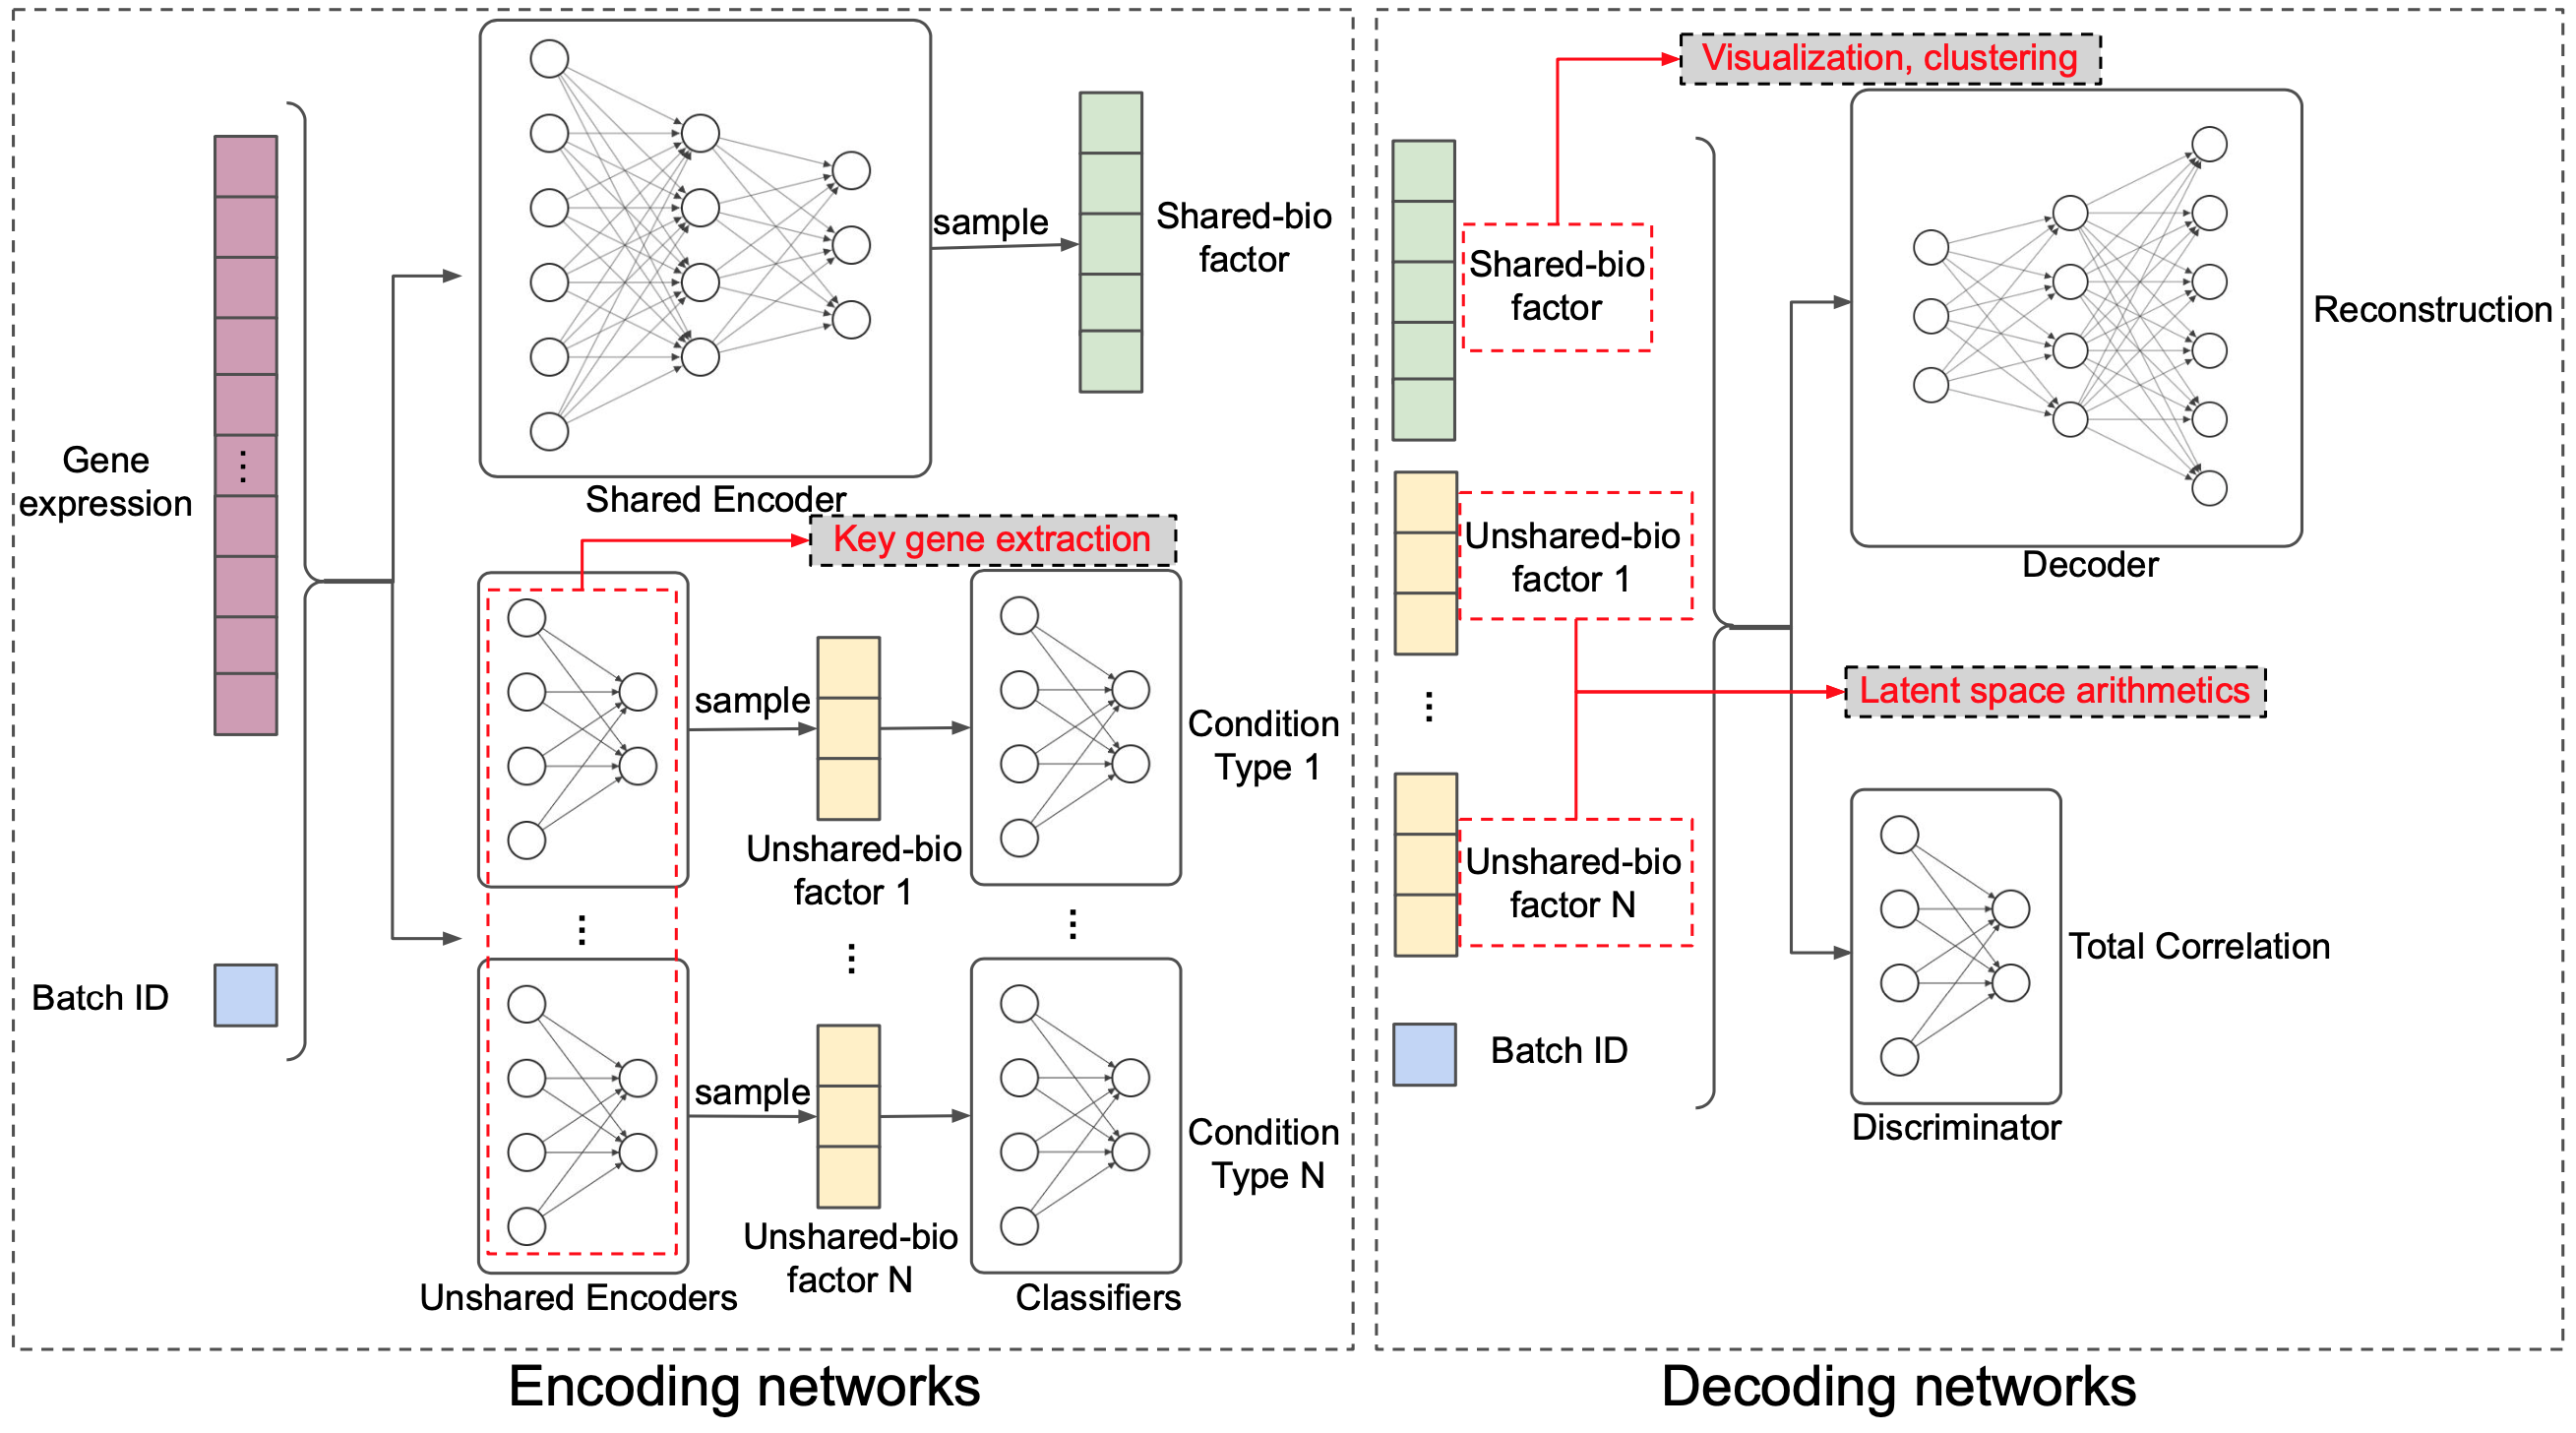 Gene
expression
⋮
Batch ID
Shared Encoder
sample
Shared-bio
factor
Key gene extraction
sample
Unshared-bio
factor 1
Condition
Type 1
⋮
⋮
⋮
sample
Unshared-bio
factor N
Condition
Type N
Unshared Encoders
Classifiers
Encoding networks
Visualization, clustering
Shared-bio
factor
Unshared-bio
factor 1
⋮
Unshared-bio
factor N
Batch ID
Reconstruction
Decoder
Latent space arithmetics
Total Correlation
Discriminator
Decoding networks